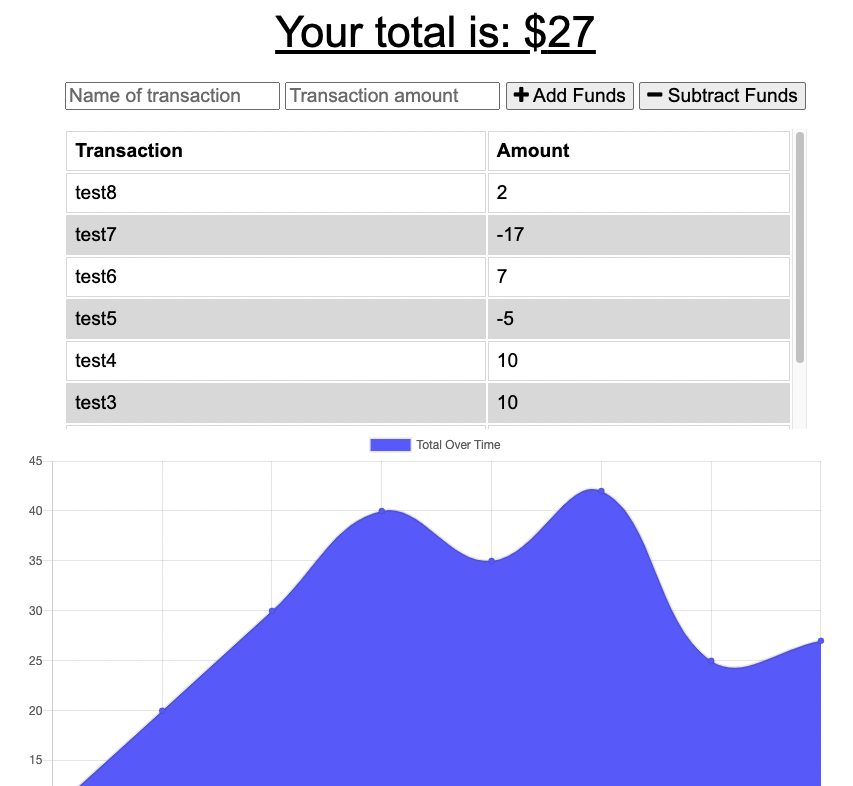 Your total is: $27
Name of transaction Transaction amount + Add Funds − Subtract Funds
Transaction Amount
test8 2
test7 -17
test6 7
test5 -5
test4 10
test3 10
Total Over Time
45
40
35
30
25
20
15